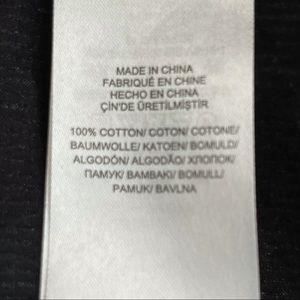 MADE IN CHINA
FABRIQUÉ EN CHINE
HECHO EN CHINA
ÇİN'DE ÜRETİLMİŞTİR
100% COTTON/ COTON/ COTONE/
BAUMWOLLE/ KATOEN/ BOMULD/
ALGODÓN/ ALGODÃO/ ХЛОПОК/
ПАМУК/ BAMBAKI/ BOMULL/
PAMUK/ BAVLNA